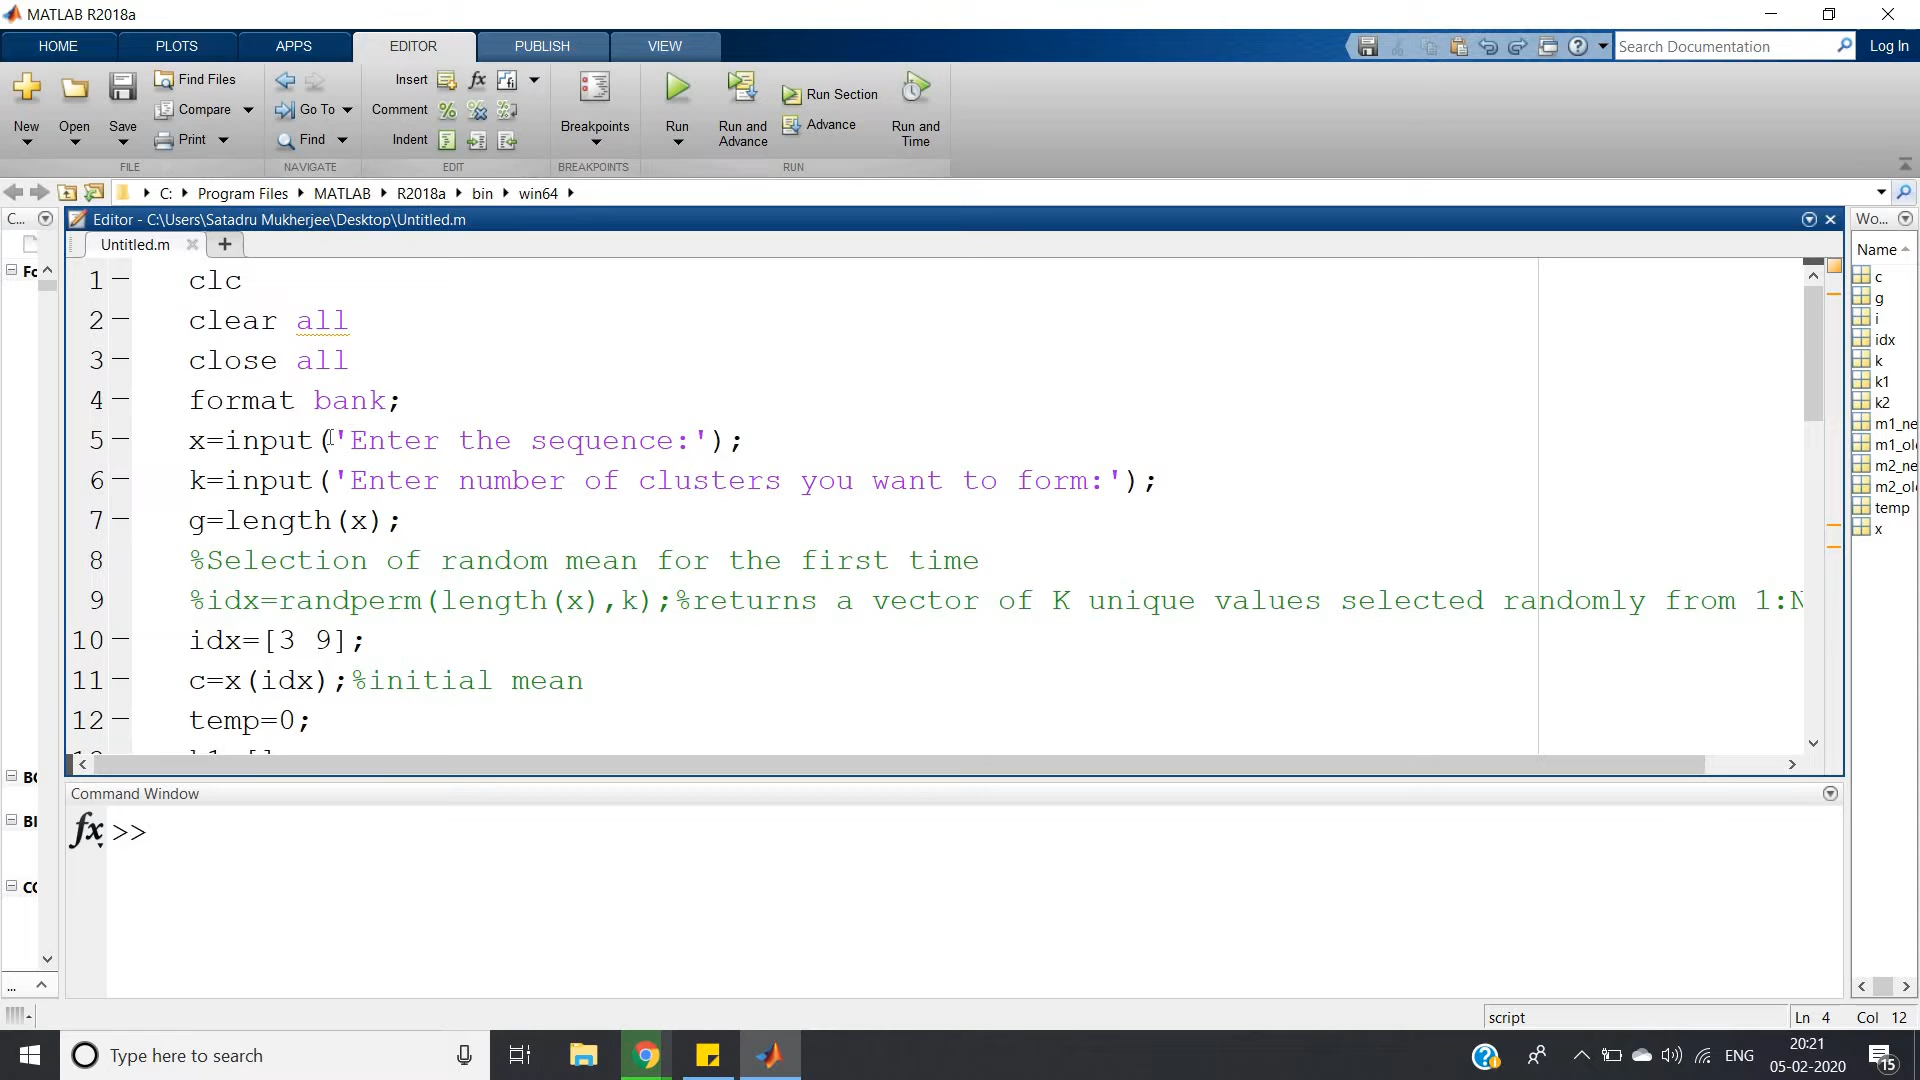 MATLAB R2018a
HOME PLOTS APPS EDITOR PUBLISH VIEW Search Documentation Log In
New Open Save Find Files Compare Print Go To Find Insert Comment Indent Breakpoints Run Run and Advance Run Section Advance Run and Time
FILE NAVIGATE EDIT BREAKPOINTS RUN
C: Program Files MATLAB R2018a bin win64
C... Editor - C:\Users\Satadru Mukherjee\Desktop\Untitled.m Wo...
Untitled.m
1 clc
2 clear all
3 close all
4 format bank;
5 x=input('Enter the sequence:');
6 k=input('Enter number of clusters you want to form:');
7 g=length(x);
8 %Selection of random mean for the first time
9 %idx=randperm(length(x),k);%returns a vector of K unique values selected randomly from 1:N
10 idx=[3 9];
11 c=x(idx);%initial mean
12 temp=0;
Name
c
g
i
idx
k
k1
k2
m1_ne
m1_ol
m2_ne
m2_ol
temp
x
Command Window
fx >>
script Ln 4 Col 12
Type here to search ENG 20:21
05-02-2020 15